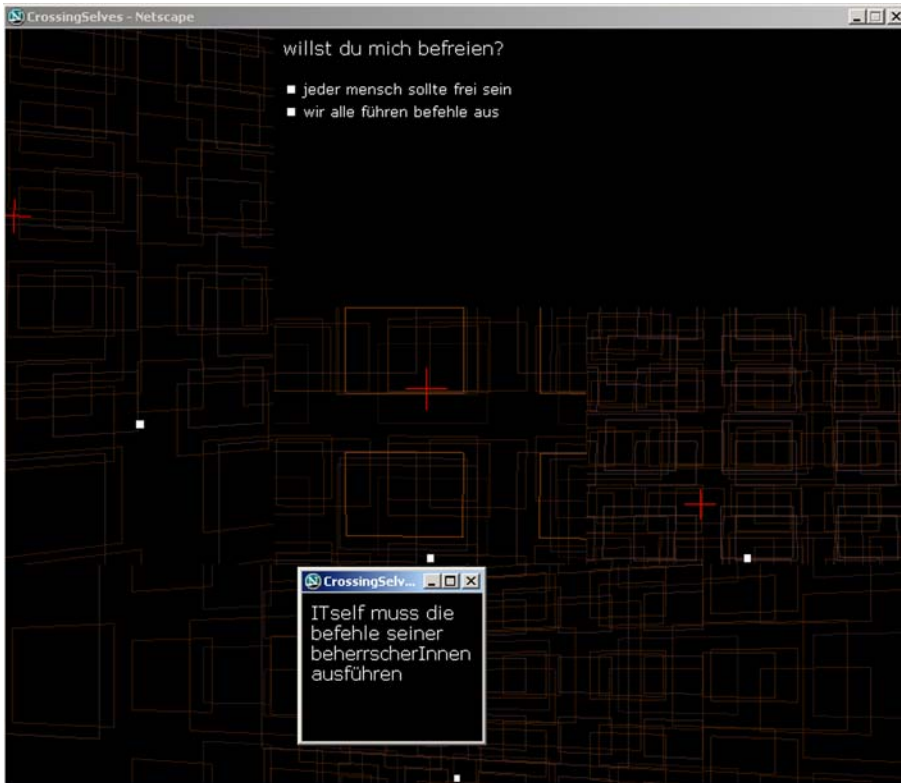 CrossingSelves - Netscape
willst du mich befreien?
jeder mensch sollte frei sein
wir alle führen befehle aus
CrossingSelv...
ITself muss die
befehle seiner
beherrscherInnen
ausführen